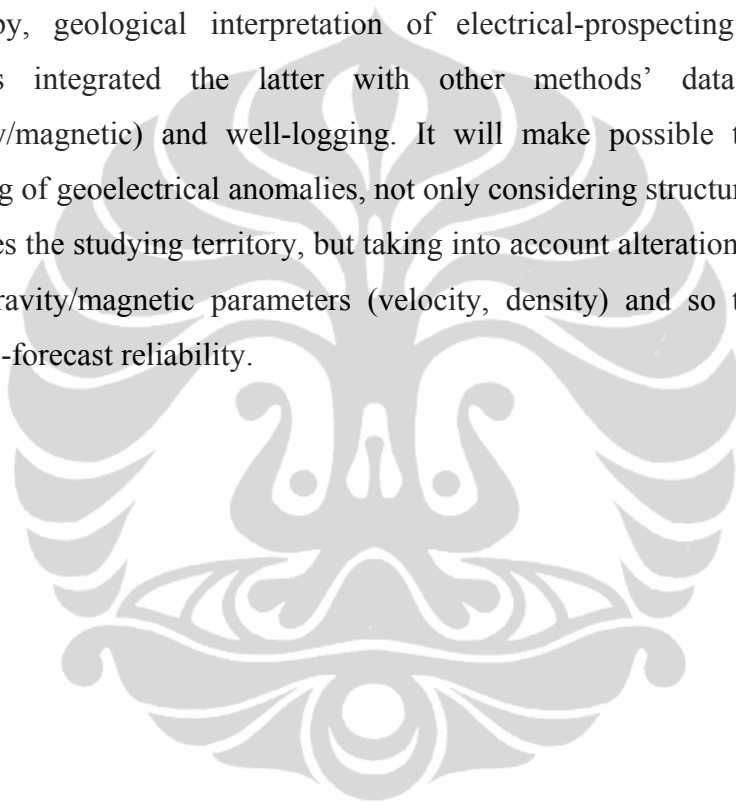 by, geological interpretation of electrical-prospecting
s integrated the latter with other methods’ data
y/magnetic) and well-logging. It will make possible t
g of geoelectrical anomalies, not only considering structur
es the studying territory, but taking into account alteration
ravity/magnetic parameters (velocity, density) and so t
-forecast reliability.